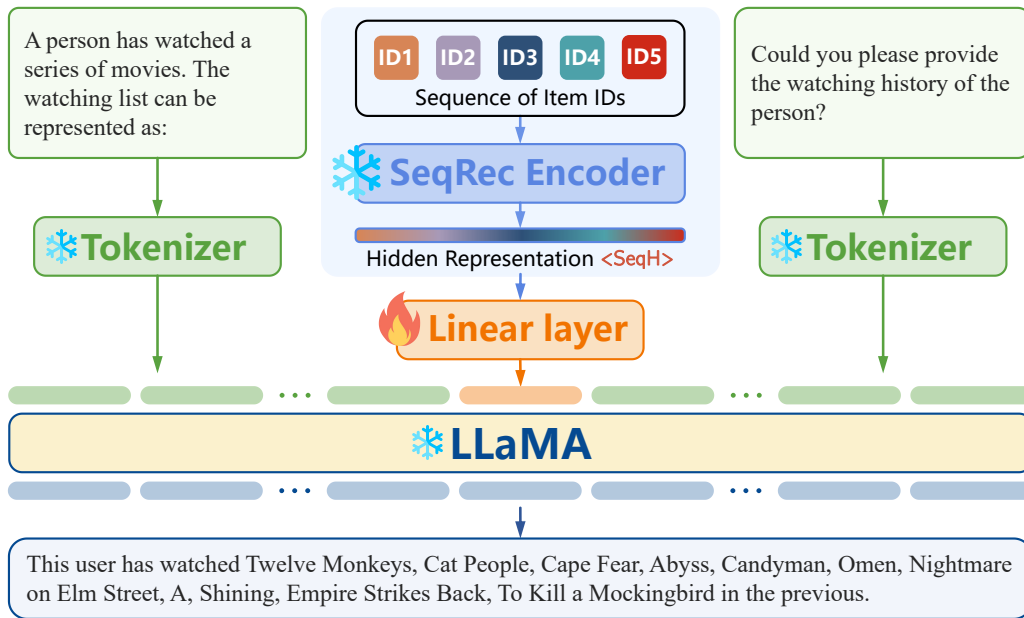 A person has watched a
series of movies. The
watching list can be
represented as:
ID1 ID2 ID3 ID4 ID5
Sequence of Item IDs
Could you please provide
the watching history of the
person?
SeqRec Encoder
Tokenizer
Hidden Representation <SeqH>
Tokenizer
Linear layer
LLaMA
This user has watched Twelve Monkeys, Cat People, Cape Fear, Abyss, Candyman, Omen, Nightmare
on Elm Street, A, Shining, Empire Strikes Back, To Kill a Mockingbird in the previous.